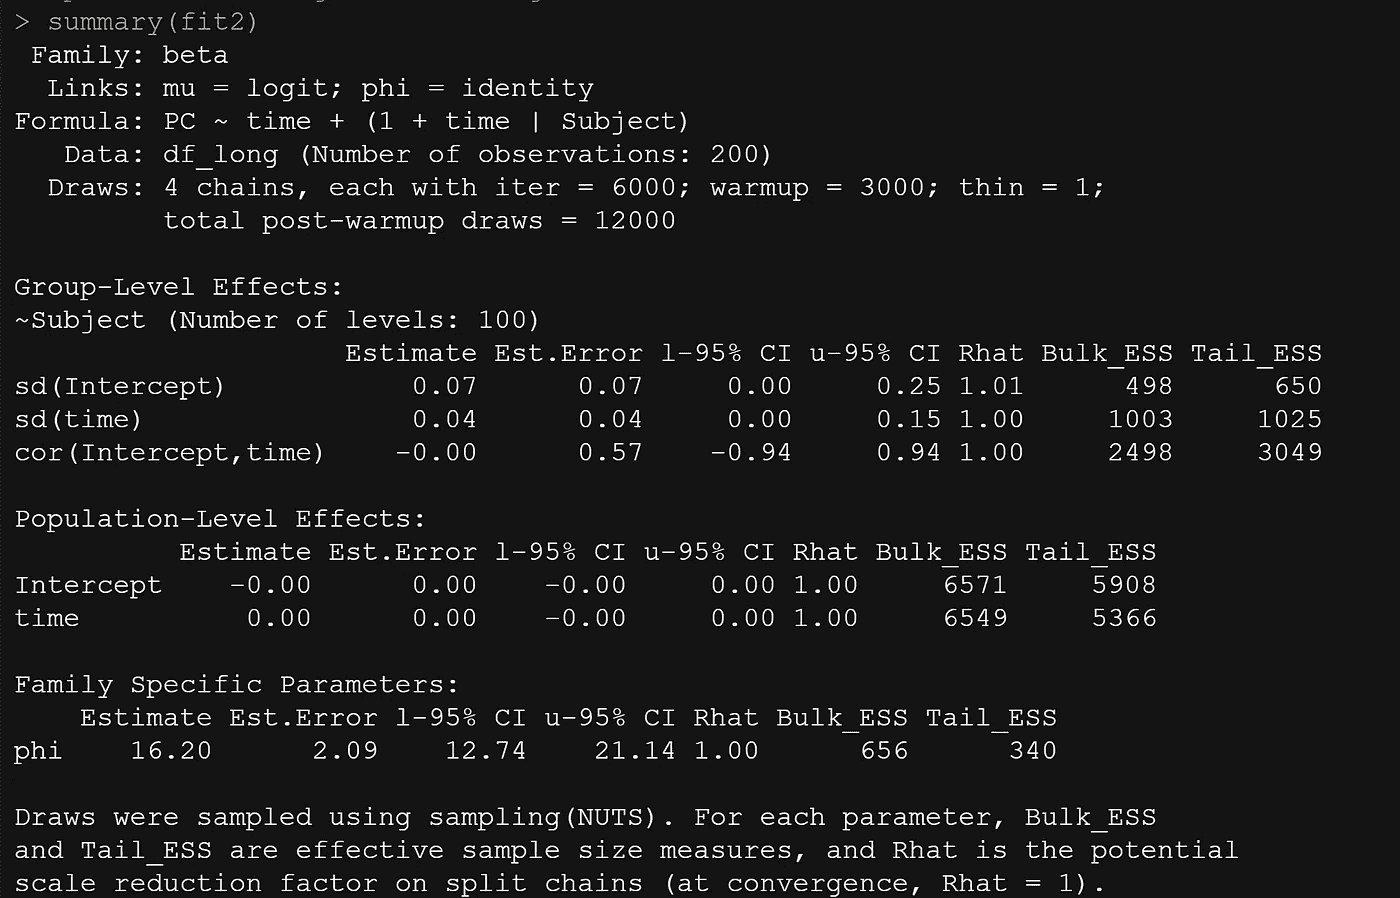 > summary(fit2)
 Family: beta
  Links: mu = logit; phi = identity
Formula: PC ~ time + (1 + time | Subject)
   Data: df_long (Number of observations: 200)
  Draws: 4 chains, each with iter = 6000; warmup = 3000; thin = 1;
         total post-warmup draws = 12000

Group-Level Effects:
~Subject (Number of levels: 100)
                    Estimate Est.Error l-95% CI u-95% CI Rhat Bulk_ESS Tail_ESS
sd(Intercept)           0.07      0.07     0.00     0.25 1.01      498      650
sd(time)                0.04      0.04     0.00     0.15 1.00     1003     1025
cor(Intercept,time)    -0.00      0.57    -0.94     0.94 1.00     2498     3049

Population-Level Effects:
          Estimate Est.Error l-95% CI u-95% CI Rhat Bulk_ESS Tail_ESS
Intercept    -0.00      0.00    -0.00     0.00 1.00     6571     5908
time          0.00      0.00    -0.00     0.00 1.00     6549     5366

Family Specific Parameters:
    Estimate Est.Error l-95% CI u-95% CI Rhat Bulk_ESS Tail_ESS
phi    16.20      2.09    12.74    21.14 1.00      656      340

Draws were sampled using sampling(NUTS). For each parameter, Bulk_ESS
and Tail_ESS are effective sample size measures, and Rhat is the potential
scale reduction factor on split chains (at convergence, Rhat = 1).